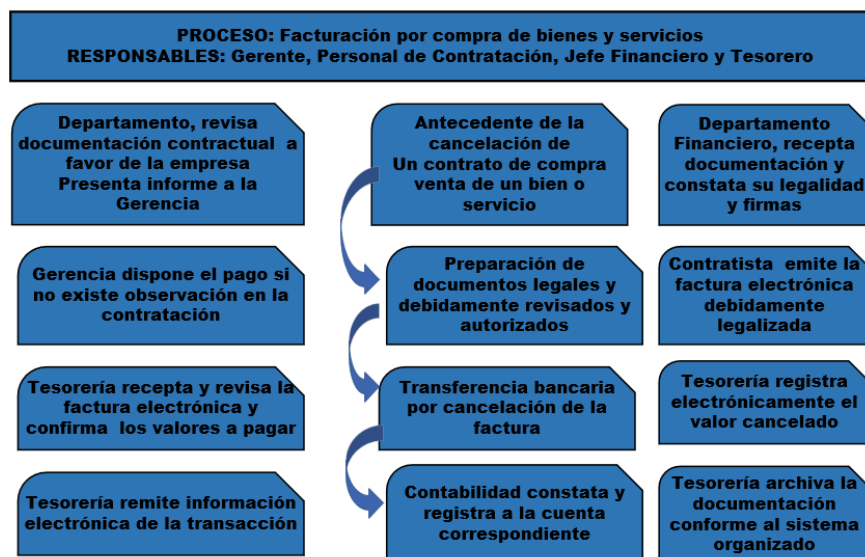 PROCESO: Facturación por compra de bienes y servicios
RESPONSABLES: Gerente, Personal de Contratación, Jefe Financiero y Tesorero
Departamento, revisa
documentación contractual a
favor de la empresa
Presenta informe a la
Gerencia
Antecedente de la
cancelación de
Un contrato de compra
venta de un bien o
servicio
Departamento
Financiero, recepta
documentación y
constata su legalidad
y firmas
Gerencia dispone el pago si
no existe observación en la
contratación
Preparación de
documentos legales y
debidamente revisados y
autorizados
Contratista emite la
factura electrónica
debidamente
legalizada
Tesorería recepta y revisa la
factura electrónica y
confirma los valores a pagar
Transferencia bancaria
por cancelación de la
factura
Tesorería registra
electrónicamente el
valor cancelado
Tesorería remite información
electrónica de la transacción
Contabilidad constata y
registra a la cuenta
correspondiente
Tesorería archiva la
documentación
conforme al sistema
organizado